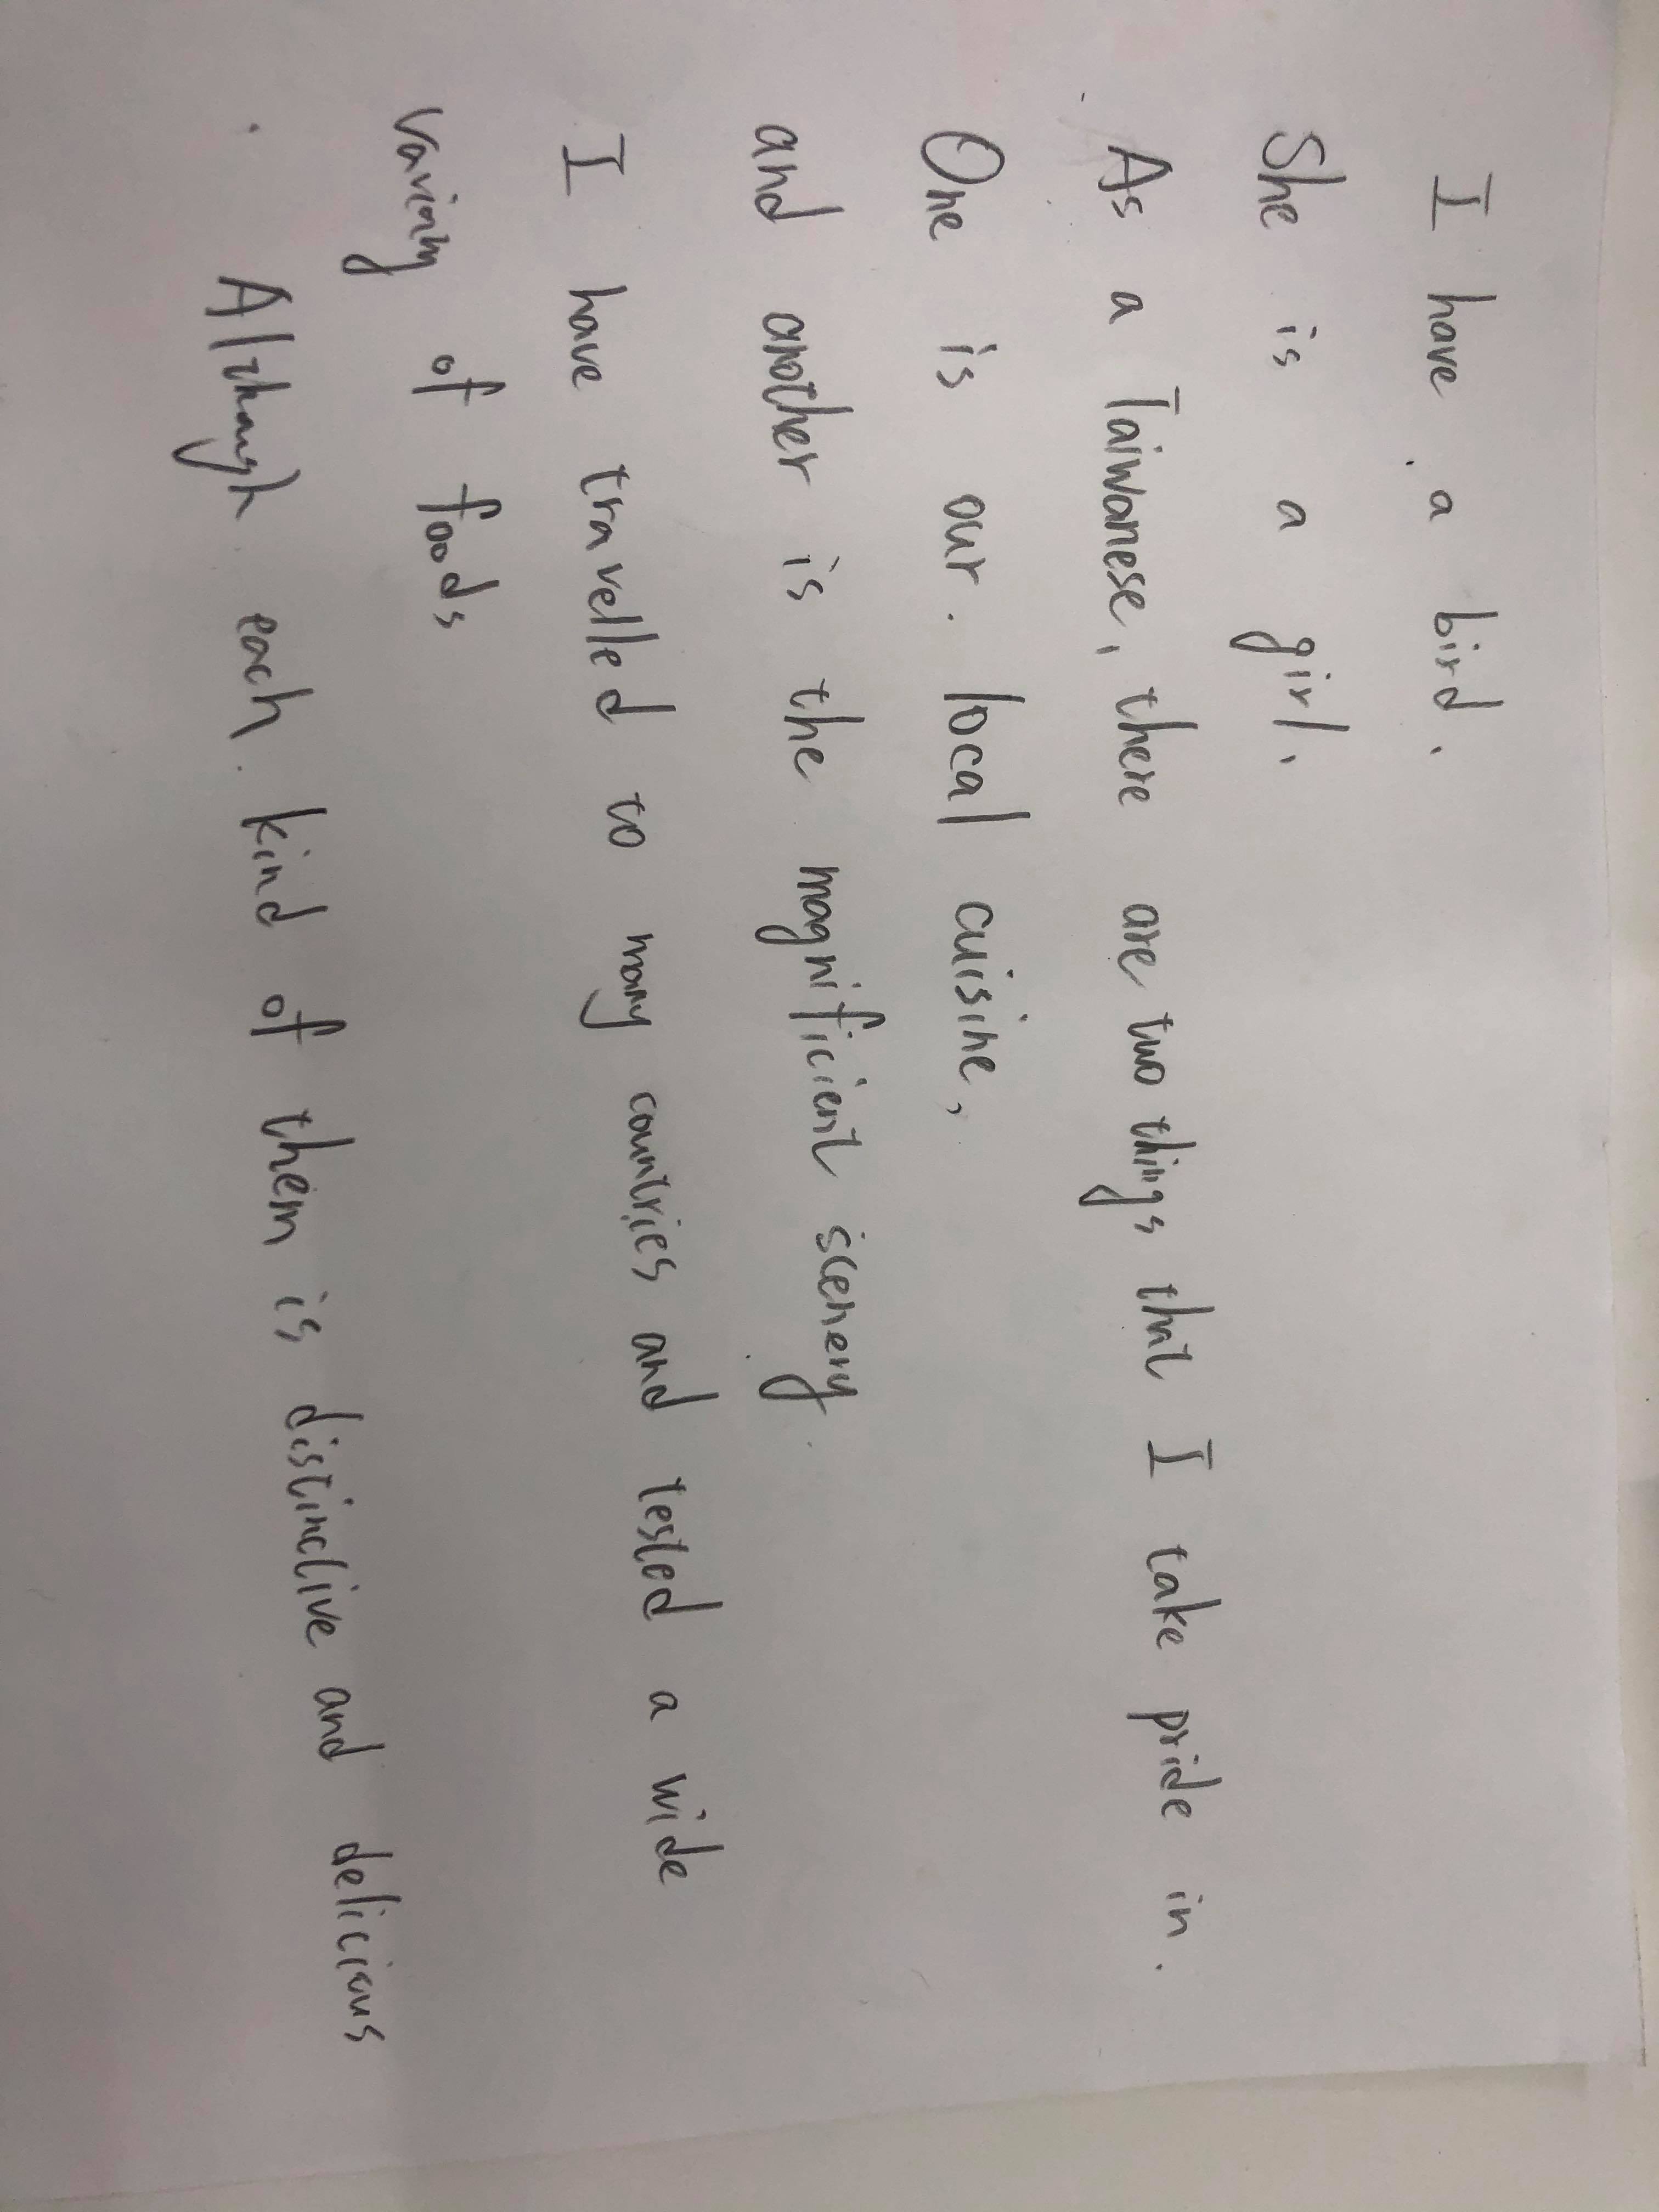 I have a bird.
She is a girl.
As a Taiwanese, there are two things that I take pride in.
One is our local cuisine,
and another is the magnificient scenery
I have travelled to many countries and tested a wide
of foods
Although each kind of them is distinctive and delicious